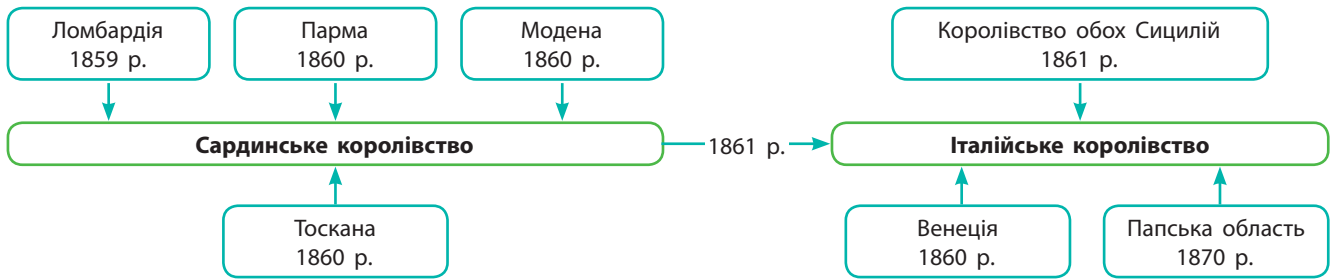 Ломбардія
1859 р.
Парма
1860 р.
Модена
1860 р.
Королівство обох Сицилій
1861 р.
Сардинське королівство
1861 р.
Італійське королівство
Тоскана
1860 р.
Венеція
1860 р.
Папська область
1870 р.